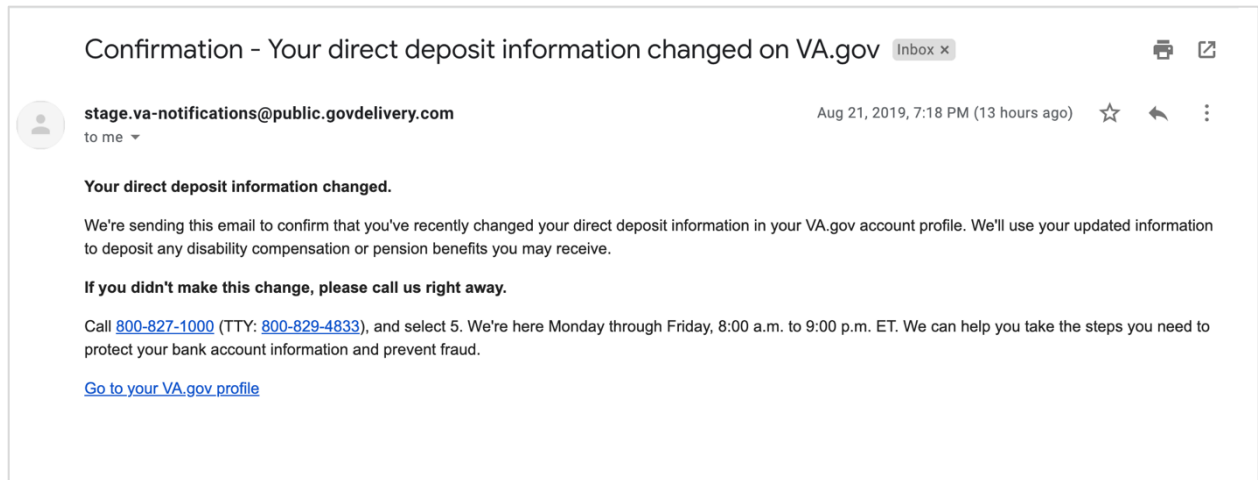 Confirmation - Your direct deposit information changed on VA.gov Inbox ×
stage.va-notifications@public.govdelivery.com Aug 21, 2019, 7:18 PM (13 hours ago)
to me
Your direct deposit information changed.
We're sending this email to confirm that you've recently changed your direct deposit information in your VA.gov account profile. We'll use your updated information
to deposit any disability compensation or pension benefits you may receive.
If you didn't make this change, please call us right away.
Call 800-827-1000 (TTY: 800-829-4833), and select 5. We're here Monday through Friday, 8:00 a.m. to 9:00 p.m. ET. We can help you take the steps you need to
protect your bank account information and prevent fraud.
Go to your VA.gov profile